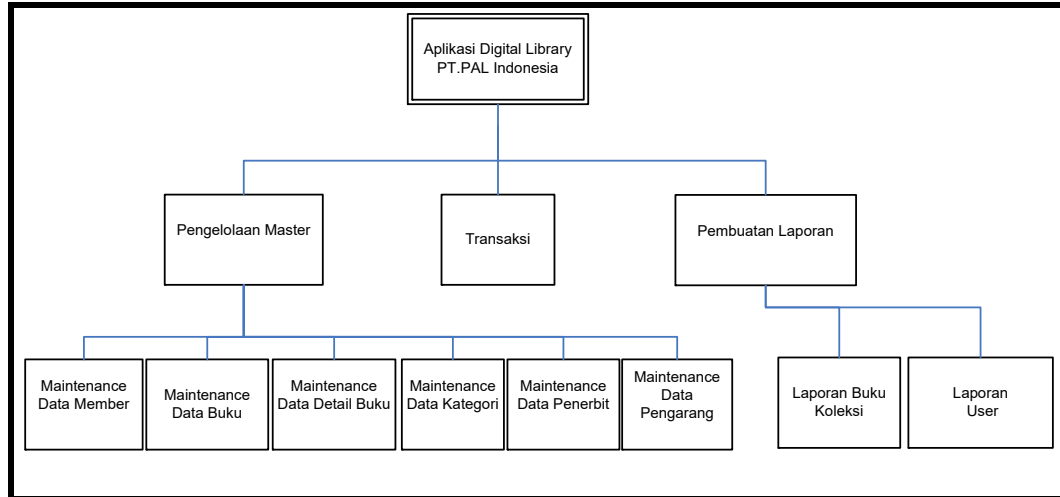 Aplikasi Digital Library
PT.PAL Indonesia
Pengelolaan Master
Transaksi
Pembuatan Laporan
Maintenance
Data Member
Maintenance
Data Buku
Maintenance
Data Detail Buku
Maintenance
Data Kategori
Maintenance
Data Penerbit
Maintenance
Data
Pengarang
Laporan Buku
Koleksi
Laporan
User